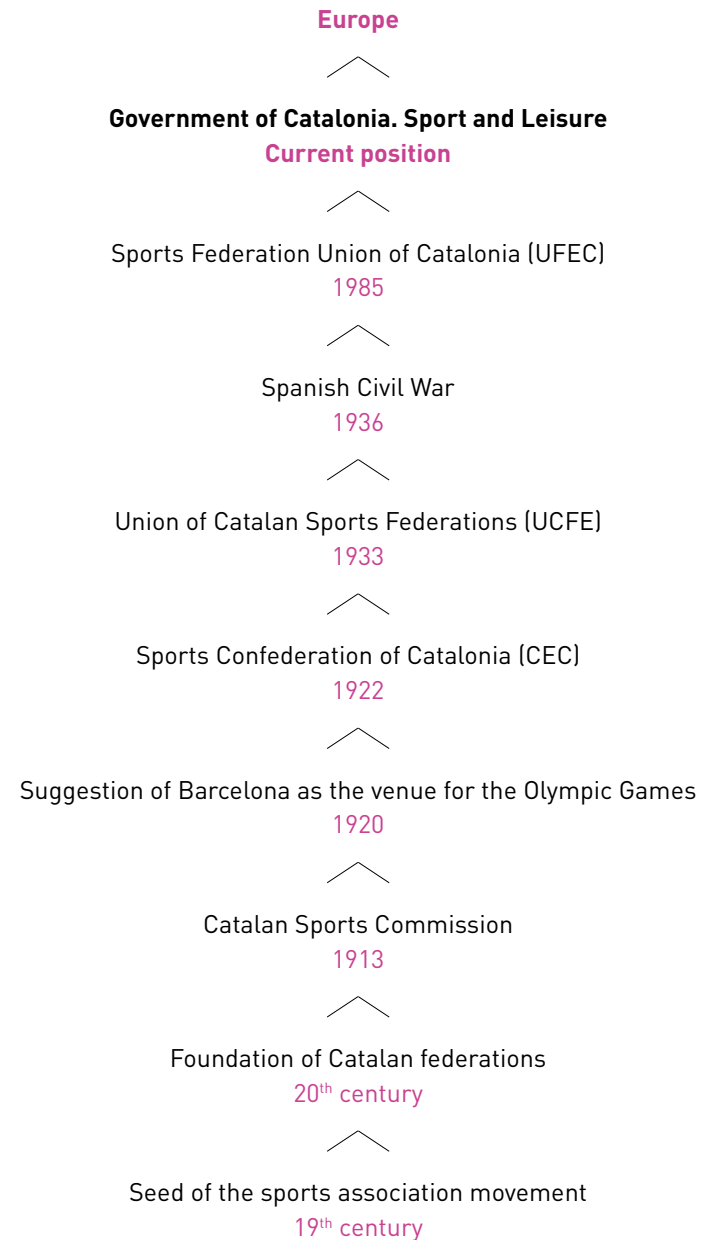 Europe
Government of Catalonia. Sport and Leisure
Current position
Sports Federation Union of Catalonia (UFEC)
1985
Spanish Civil War
1936
Union of Catalan Sports Federations (UCFE)
1933
Sports Confederation of Catalonia (CEC)
1922
Suggestion of Barcelona as the venue for the Olympic Games
1920
Catalan Sports Commission
1913
Foundation of Catalan federations
20th century
Seed of the sports association movement
19th century